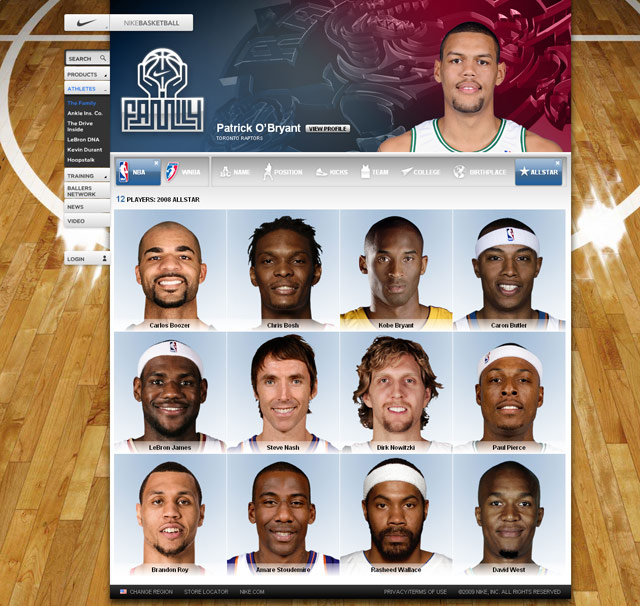 NIKEBASKETBALL
SEARCH
PRODUCTS
ATHLETES
The Family
Ankle Ins. Co.
The Drive
Inside
LeBron DNA
Kevin Durant
Hoopstalk
TRAINING
BALLERS
NETWORK
NEWS
VIDEO
LOGIN
FAMILY
Patrick O'Bryant VIEW PROFILE
TORONTO RAPTORS
NBA WNBA NAME POSITION KICKS TEAM COLLEGE BIRTHPLACE ALLSTAR
12 PLAYERS: 2008 ALLSTAR
Carlos Boozer Chris Bosh Kobe Bryant Caron Butler
LeBron James Steve Nash Dirk Nowitzki Paul Pierce
Brandon Roy Amare Stoudemire Rasheed Wallace David West
CHANGE REGION STORE LOCATOR NIKE.COM PRIVACY/TERMS OF USE ©2009 NIKE, INC. ALL RIGHTS RESERVED